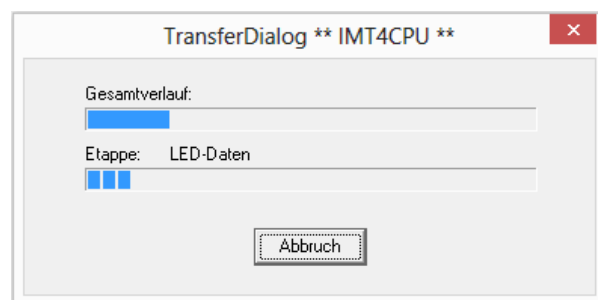 TransferDialog ** IMT4CPU **
Gesamtverlauf:
Etappe: LED-Daten
Abbruch